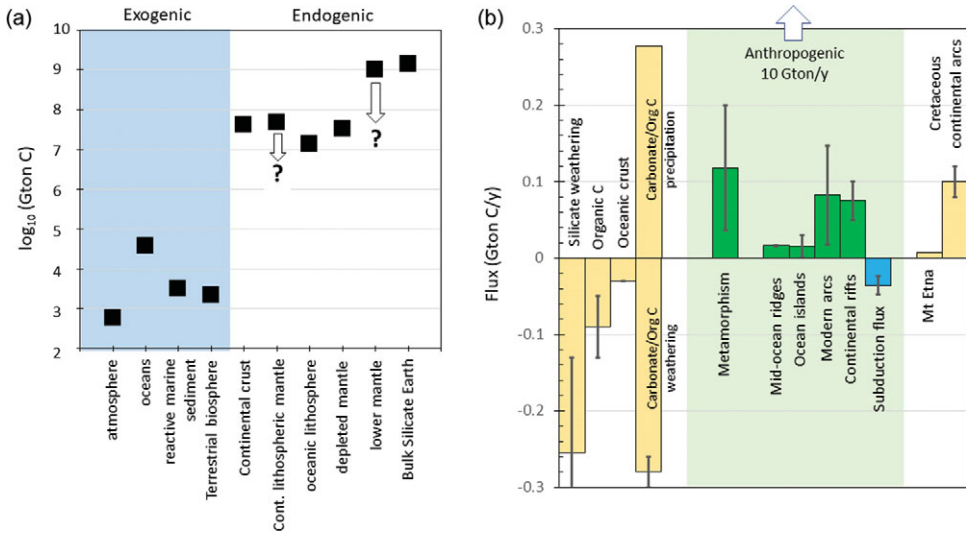 (a)
Exogenic
Endogenic
log₁₀ (Gton C)
10
9
8
7
6
5
4
3
2
?
?
atmosphere
oceans
reactive marine
sediment
Terrestrial biosphere
Continental crust
Cont. lithospheric mantle
oceanic lithosphere
depleted mantle
lower mantle
Bulk Silicate Earth
(b)
Flux (Gton C/y)
0.3
0.2
0.1
0
-0.1
-0.2
-0.3
Anthropogenic
10 Gton/y
Silicate weathering
Organic C
Oceanic crust
Carbonate/Org C
precipitation
Carbonate/Org C
weathering
Metamorphism
Mid-ocean ridges
Ocean islands
Modern arcs
Continental rifts
Subduction flux
Mt Etna
Cretaceous
continental arcs